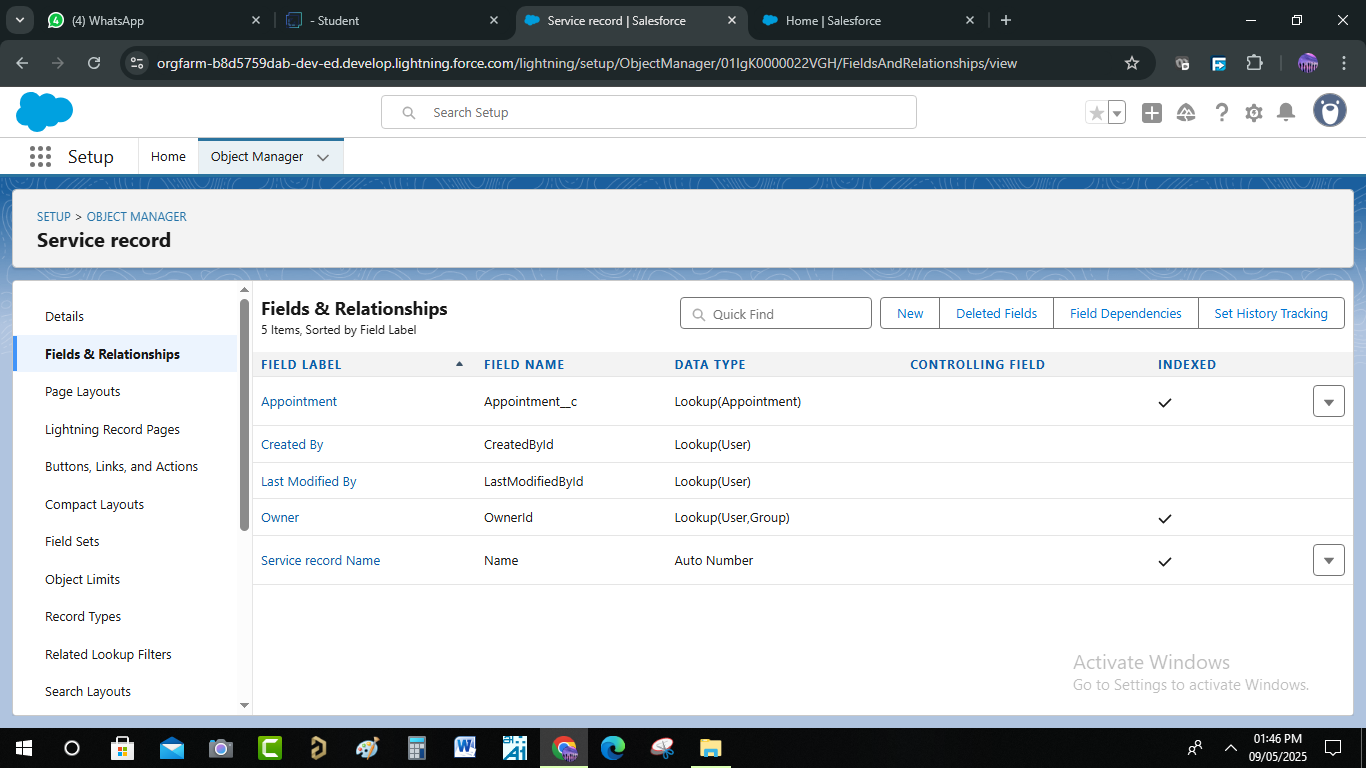 (4) WhatsApp
- Student
Service record | Salesforce
Home | Salesforce
orgfarm-b8d5759dab-dev-ed.develop.lightning.force.com/lightning/setup/ObjectManager/01IgK0000022VGH/FieldsAndRelationships/view
Search Setup
Setup
Home
Object Manager
SETUP > OBJECT MANAGER
Service record
Details
Fields & Relationships
Page Layouts
Lightning Record Pages
Buttons, Links, and Actions
Compact Layouts
Field Sets
Object Limits
Record Types
Related Lookup Filters
Search Layouts
Fields & Relationships
5 Items, Sorted by Field Label
Quick Find
New
Deleted Fields
Field Dependencies
Set History Tracking
FIELD LABEL FIELD NAME DATA TYPE CONTROLLING FIELD INDEXED
Appointment Appointment__c Lookup(Appointment)
Created By CreatedById Lookup(User)
Last Modified By LastModifiedById Lookup(User)
Owner OwnerId Lookup(User,Group)
Service record Name Name Auto Number
Activate Windows
Go to Settings to activate Windows.
01:46 PM
09/05/2025